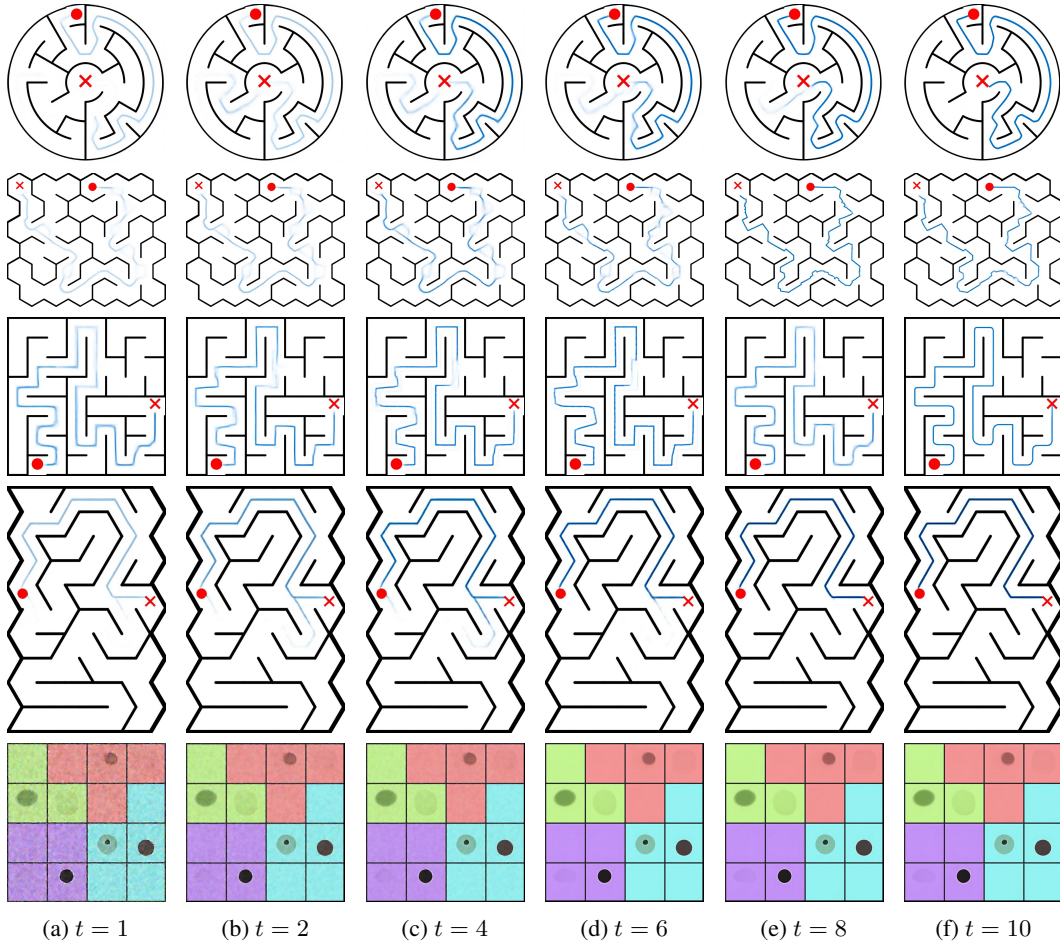 (a) t = 1 (b) t = 2 (c) t = 4 (d) t = 6 (e) t = 8 (f) t = 10